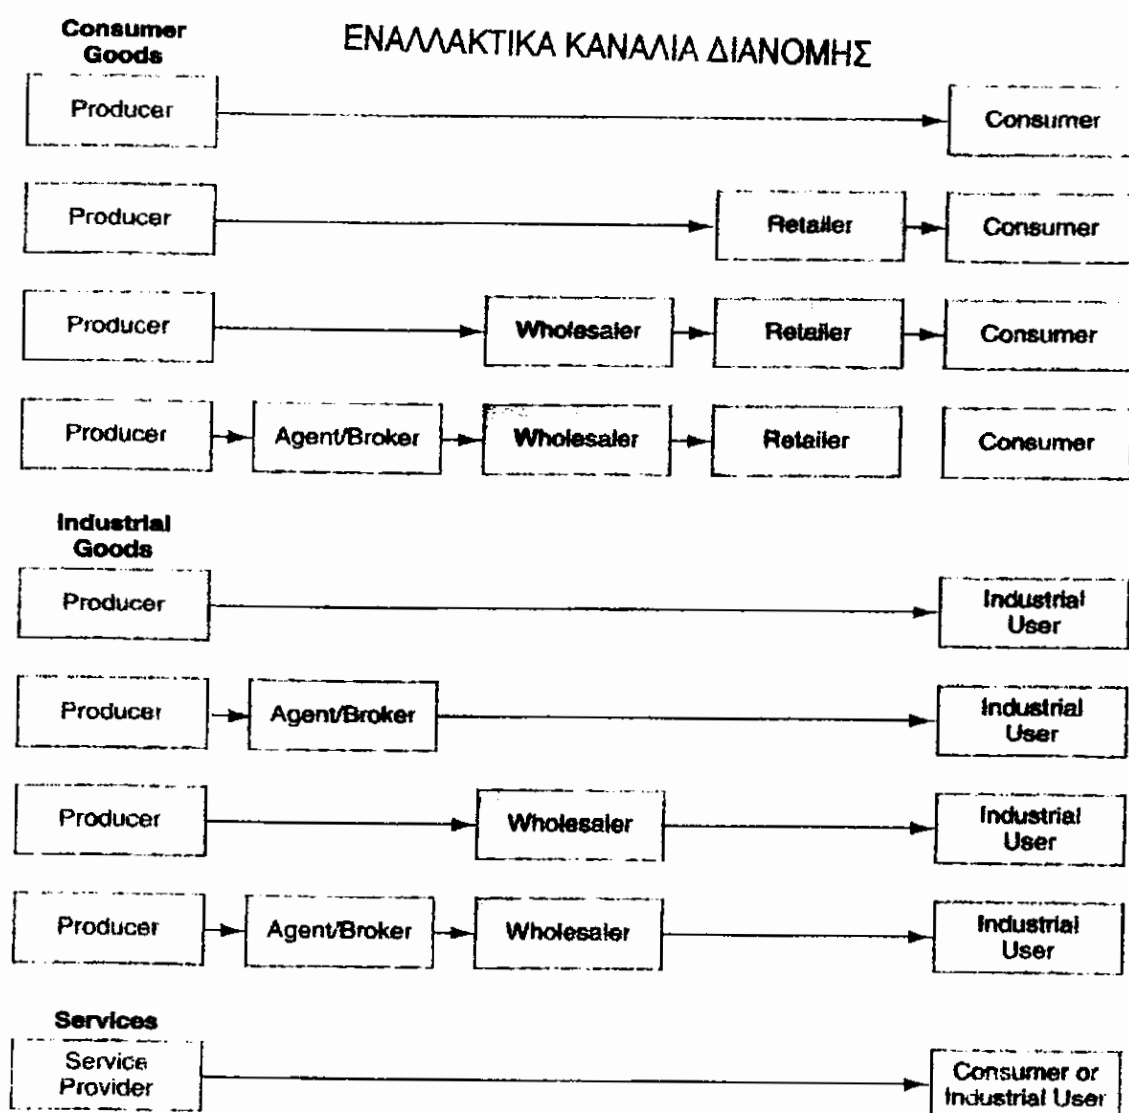 Consumer
Goods
ΕΝΑΛΛΑΚΤΙΚΑ ΚΑΝΑΛΙΑ ΔΙΑΝΟΜΗΣ
Producer
Consumer
Producer
Retailer
Consumer
Producer
Wholesaler
Retailer
Consumer
Producer
Agent/Broker
Wholesaler
Retailer
Consumer
Industrial
Goods
Producer
Industrial
User
Producer
Agent/Broker
Industrial
User
Producer
Wholesaler
Industrial
User
Producer
Agent/Broker
Wholesaler
Industrial
User
Services
Service
Provider
Consumer or
Industrial User